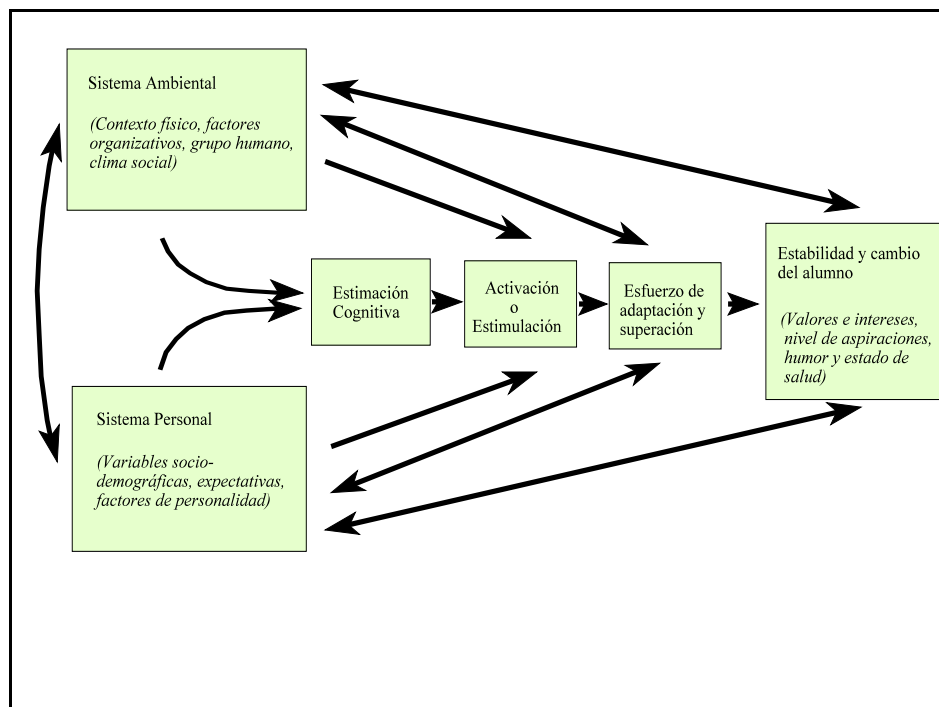 Sistema Ambiental
(Contexto físico, factores
organizativos, grupo humano,
clima social)
Estimación
Cognitiva
Activación
o
Estimulación
Esfuerzo de
adaptación y
superación
Estabilidad y cambio
del alumno
(Valores e intereses,
nivel de aspiraciones,
humor y estado de
salud)
Sistema Personal
(Variables socio-
demográficas, expectativas,
factores de personalidad)